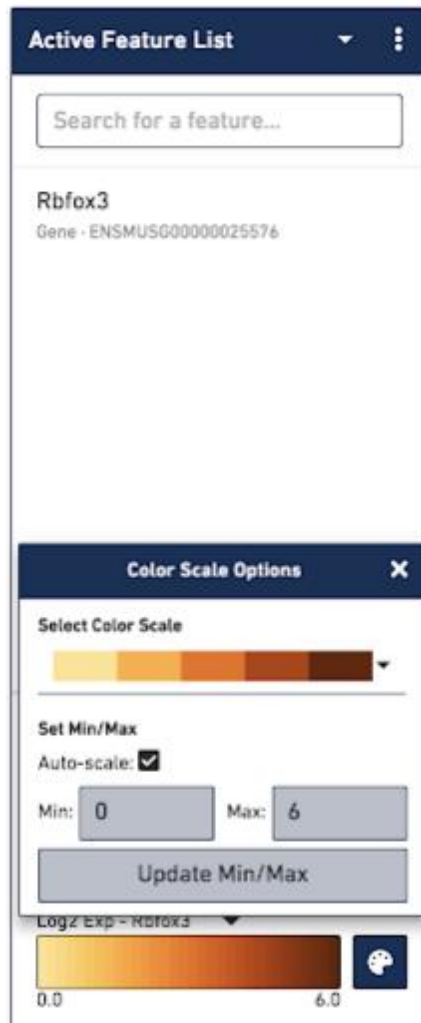 Active Feature List
Search for a feature...
Rbfox3
Gene · ENSMUSG00000025576
Color Scale Options
Select Color Scale
Set Min/Max
Auto-scale:
Min: 0 Max: 6
Update Min/Max
Log2 Exp - Rbfox3
0.0 6.0